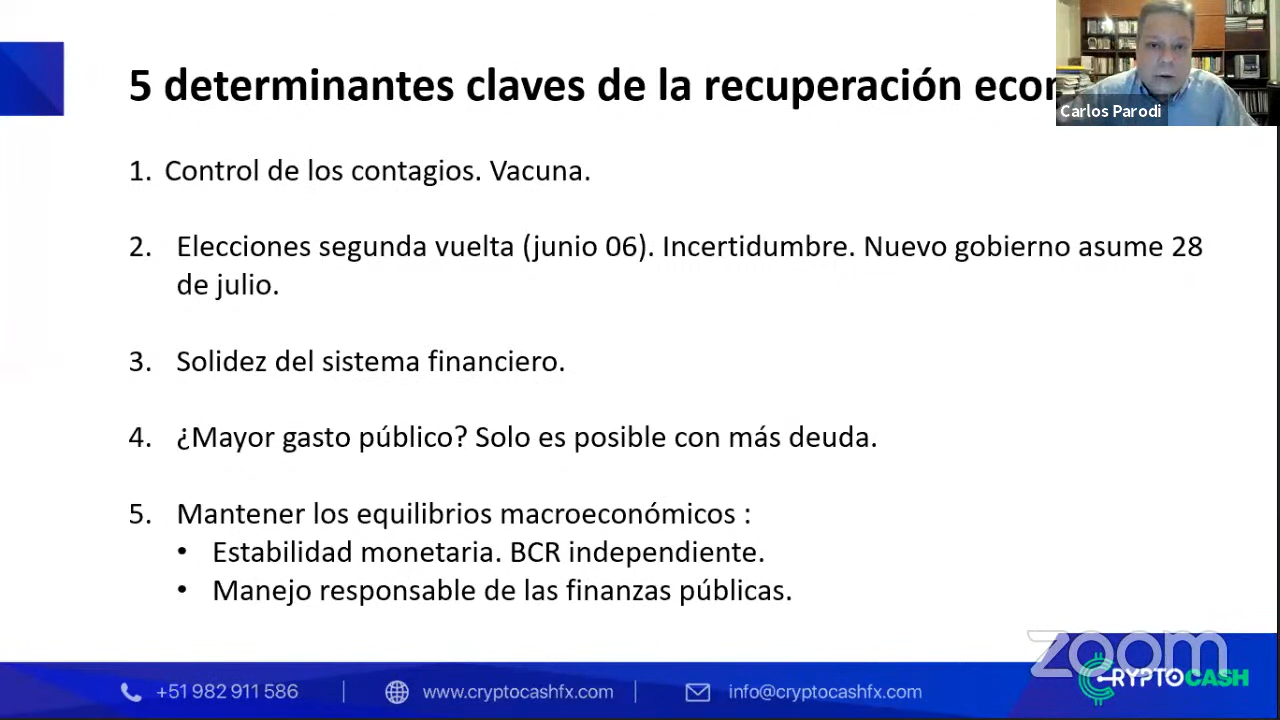 5 determinantes claves de la recuperación
Carlos Parodi
1. Control de los contagios. Vacuna.
2. Elecciones segunda vuelta (junio 06). Incertidumbre. Nuevo gobierno asume 28
de julio.
3. Solidez del sistema financiero.
4. ¿Mayor gasto público? Solo es posible con más deuda.
5. Mantener los equilibrios macroeconómicos :
• Estabilidad monetaria. BCR independiente.
• Manejo responsable de las finanzas públicas.
zoom
+51 982 911 586 | www.cryptocashfx.com | info@cryptocashfx.com
CRYPTOCASH